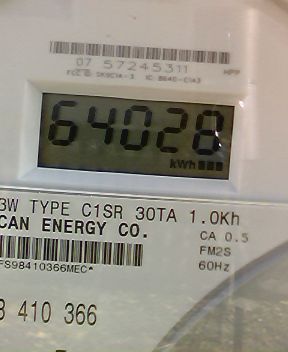 07 57245311
64028
kWh
3W TYPE C1SR 30TA 1.0Kh
CAN ENERGY CO.
CA 0.5
FM2S
60Hz
FS98410366MEC*
410 366